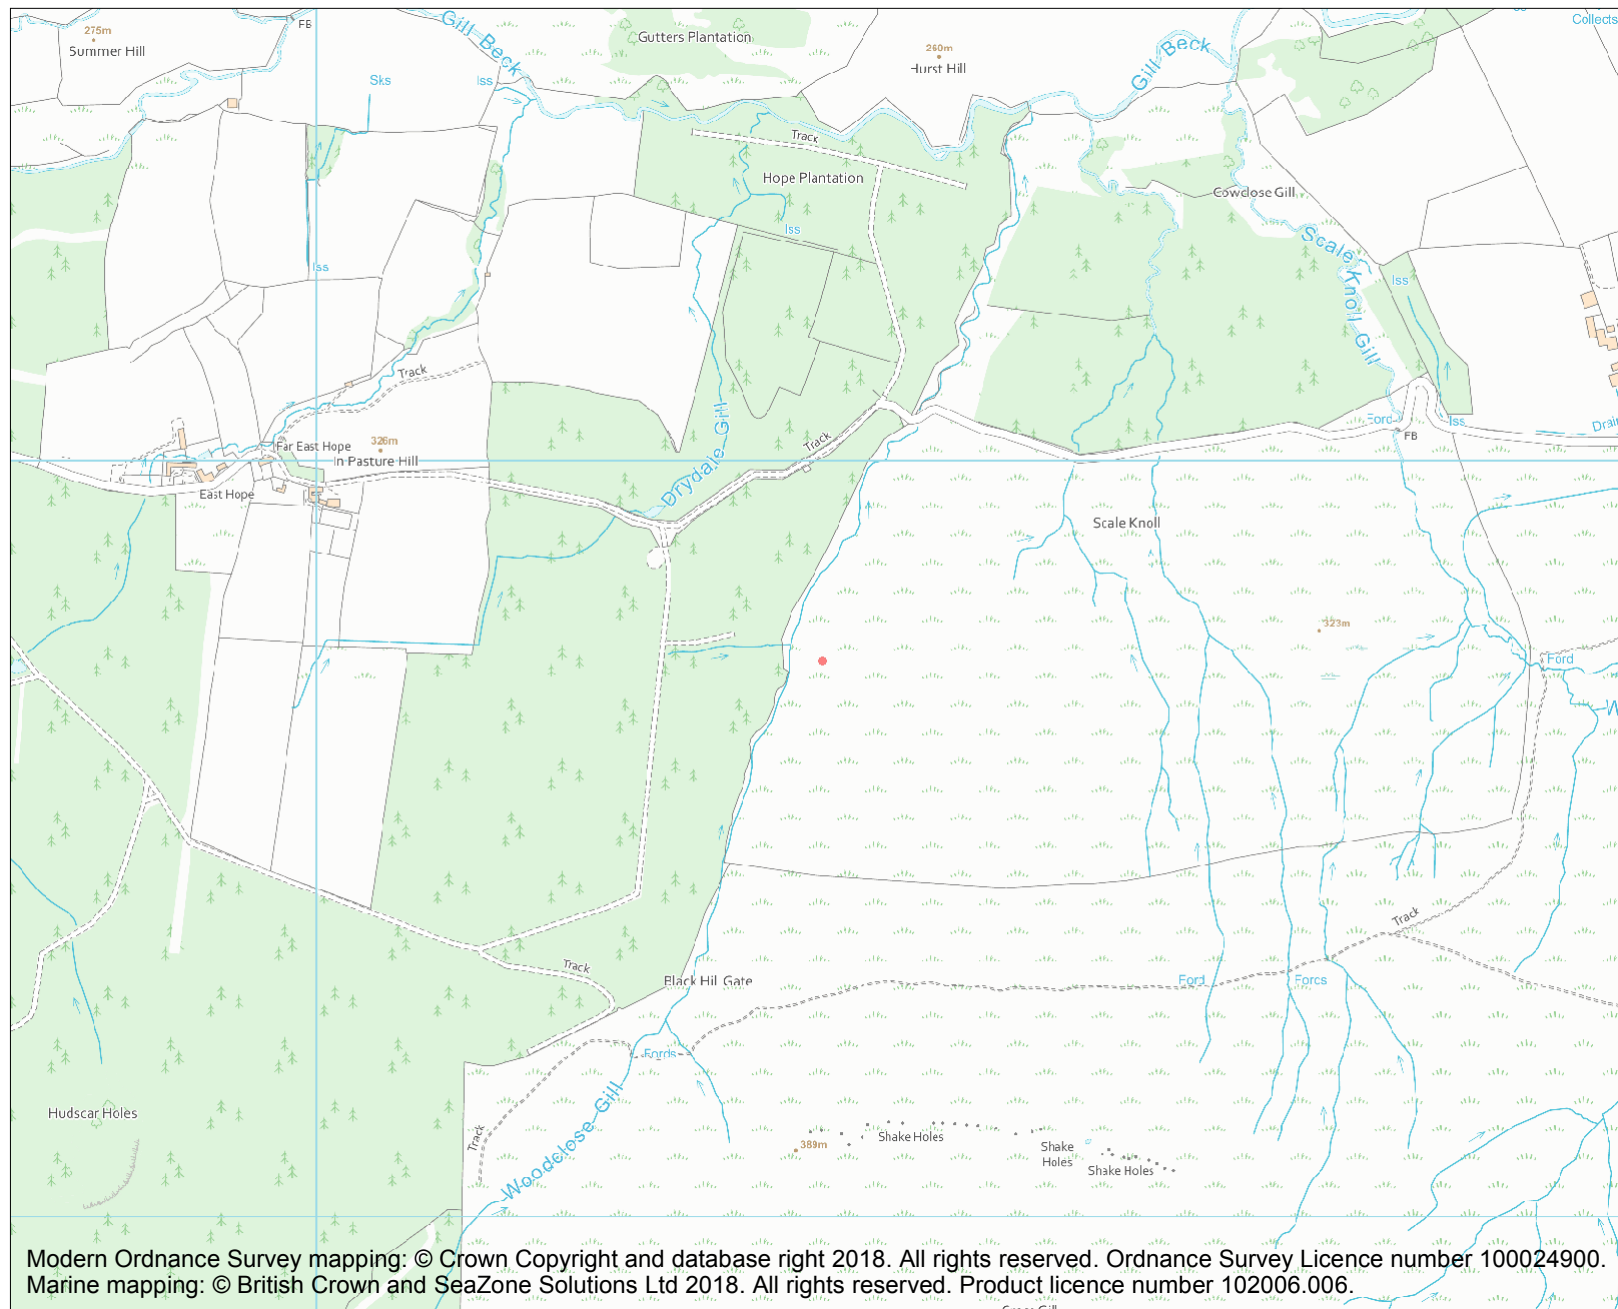 275m
Summer Hill
FB
Gill Beck
Gutters Plantation
260m
Hurst Hill
Gill Beck
Collects
Sks
Iss
Track
Hope Plantation
Iss
Cowclose Gill
Scale Knoll Gill
Iss
Iss
Track
Drydale Gill
Ford
FB
Iss
Drain
Far East Hope
326m
In Pasture Hill
East Hope
Track
Scale Knoll
323m
Ford
Track
Track
Black Hill Gate
Ford
Fords
Woodclose Gill
Track
Hudscar Holes
389m
Shake Holes
Shake
Holes
Shake Holes
Modern Ordnance Survey mapping: © Crown Copyright and database right 2018. All rights reserved. Ordnance Survey Licence number 100024900.
Marine mapping: © British Crown and SeaZone Solutions Ltd 2018. All rights reserved. Product licence number 102006.006.